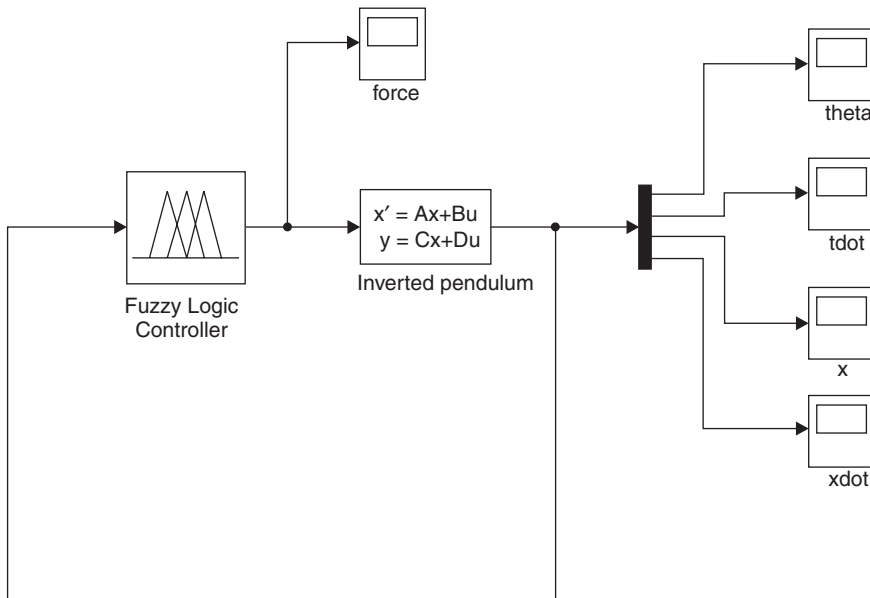 force
theta
x′ = Ax+Bu
y = Cx+Du
tdot
Inverted pendulum
Fuzzy Logic
Controller
x
xdot